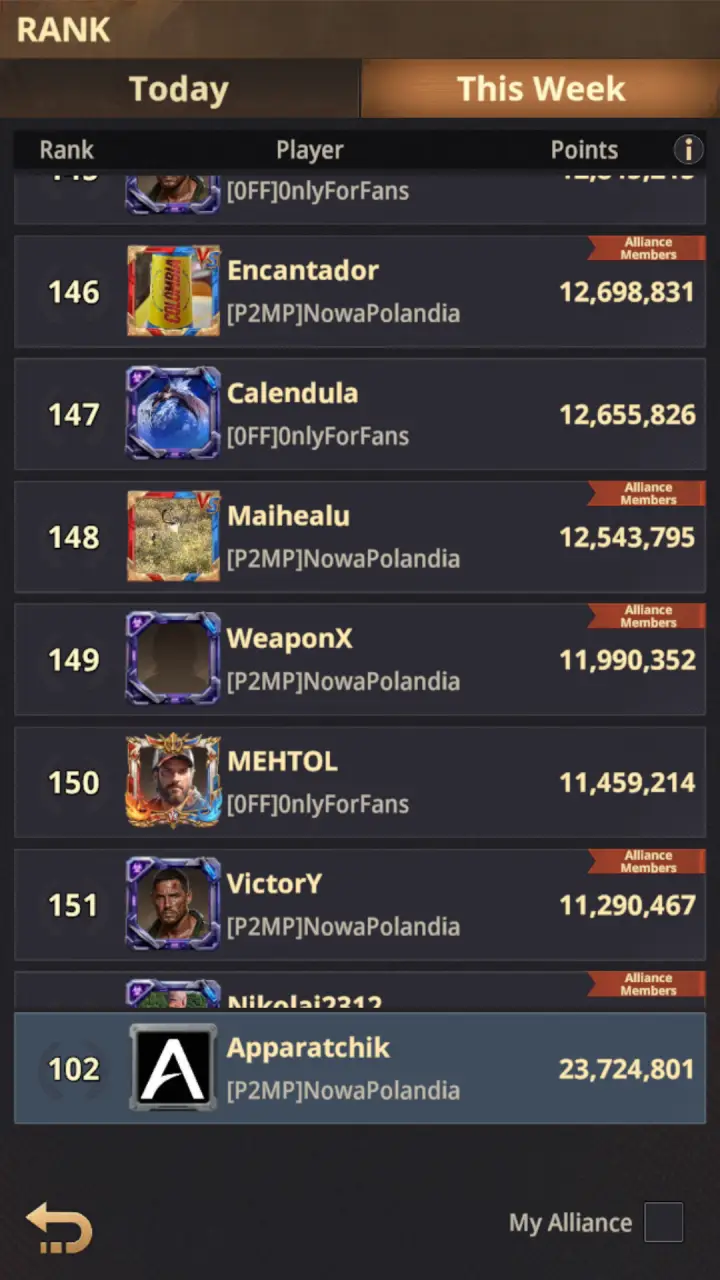 RANK
Today
This Week
Rank Player Points i
[0FF]0nlyForFans
Alliance
Members
146 Encantador 12,698,831
[P2MP]NowaPolandia
COLOMBIA
147 Calendula 12,655,826
[0FF]0nlyForFans
Alliance
Members
148 Maihealu 12,543,795
[P2MP]NowaPolandia
Alliance
Members
149 WeaponX 11,990,352
[P2MP]NowaPolandia
150 MEHTOL 11,459,214
[0FF]0nlyForFans
Alliance
Members
151 VictorY 11,290,467
[P2MP]NowaPolandia
Alliance
Members
Nikolai2312
102 Apparatchik 23,724,801
[P2MP]NowaPolandia
My Alliance